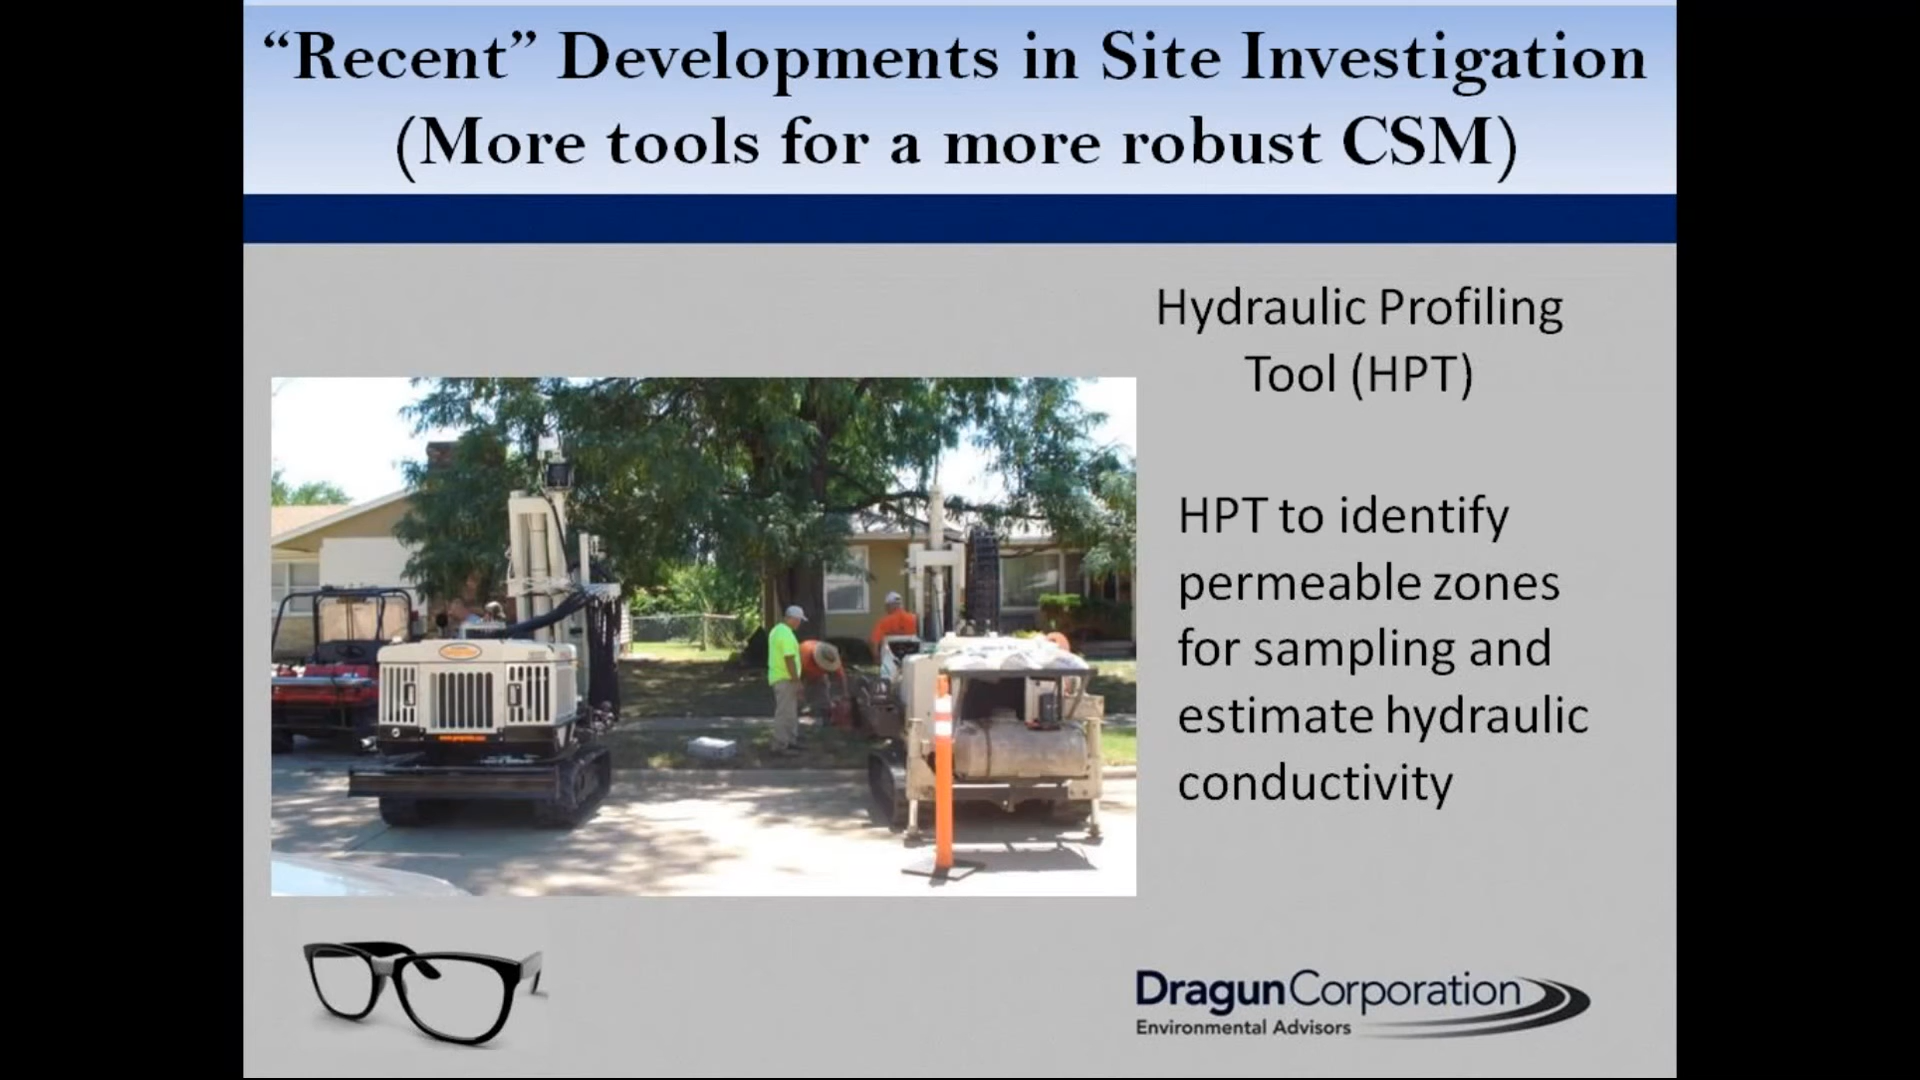 “Recent” Developments in Site Investigation
(More tools for a more robust CSM)
Hydraulic Profiling
Tool (HPT)
HPT to identify
permeable zones
for sampling and
estimate hydraulic
conductivity
DragunCorporation
Environmental Advisors